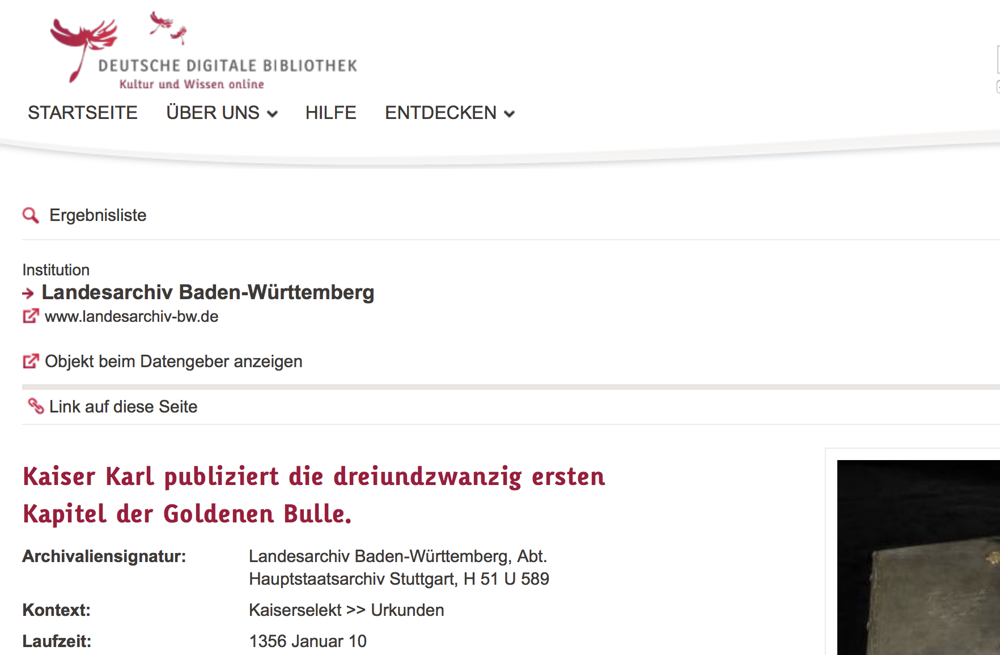 DEUTSCHE DIGITALE BIBLIOTHEK
Kultur und Wissen online
STARTSEITE ÜBER UNS HILFE ENTDECKEN
Ergebnisliste
Institution
Landesarchiv Baden-Württemberg
www.landesarchiv-bw.de
Objekt beim Datengeber anzeigen
Link auf diese Seite
Kaiser Karl publiziert die dreiundzwanzig ersten
Kapitel der Goldenen Bulle.
Archivaliensignatur: Landesarchiv Baden-Württemberg, Abt.
Hauptstaatsarchiv Stuttgart, H 51 U 589
Kontext: Kaiserselekt >> Urkunden
Laufzeit: 1356 Januar 10